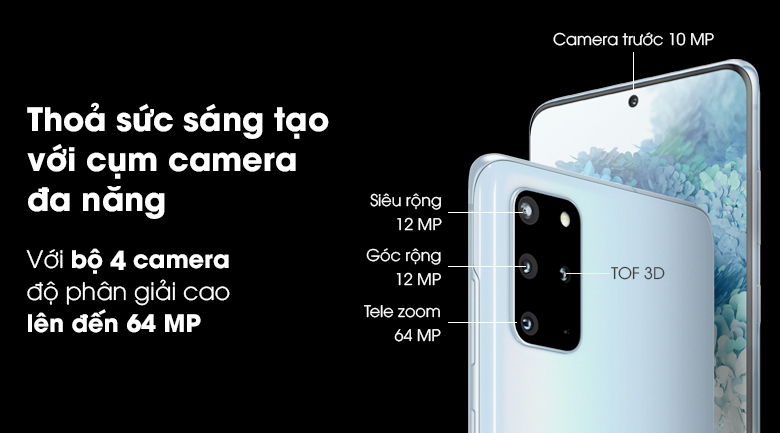 Camera trước 10 MP
Thoả sức sáng tạo
với cụm camera
đa năng
Với bộ 4 camera
độ phân giải cao
lên đến 64 MP
Siêu rộng
12 MP
Góc rộng
12 MP
TOF 3D
Tele zoom
64 MP